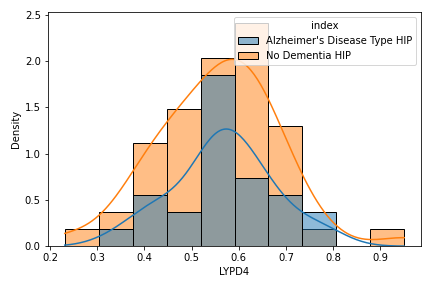 index
Alzheimer's Disease Type HIP
No Dementia HIP
Density
2.5
2.0
1.5
1.0
0.5
0.0
0.2 0.3 0.4 0.5 0.6 0.7 0.8 0.9
LYPD4